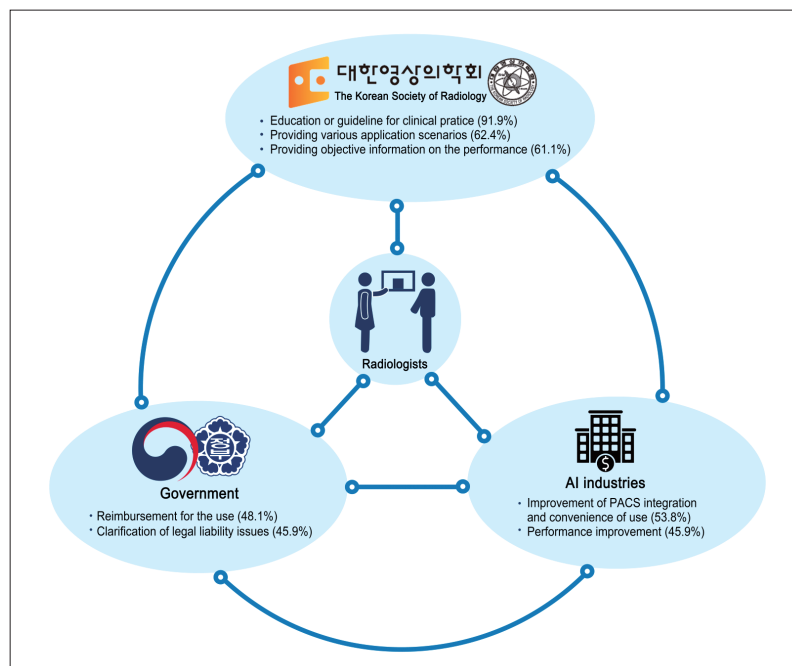 대한영상의학회
The Korean Society of Radiology
• Education or guideline for clinical pratice (91.9%)
• Providing various application scenarios (62.4%)
• Providing objective information on the performance (61.1%)
Radiologists
정부
Government
• Reimbursement for the use (48.1%)
• Clarification of legal liability issues (45.9%)
$
AI industries
• Improvement of PACS integration
and convenience of use (53.8%)
• Performance improvement (45.9%)